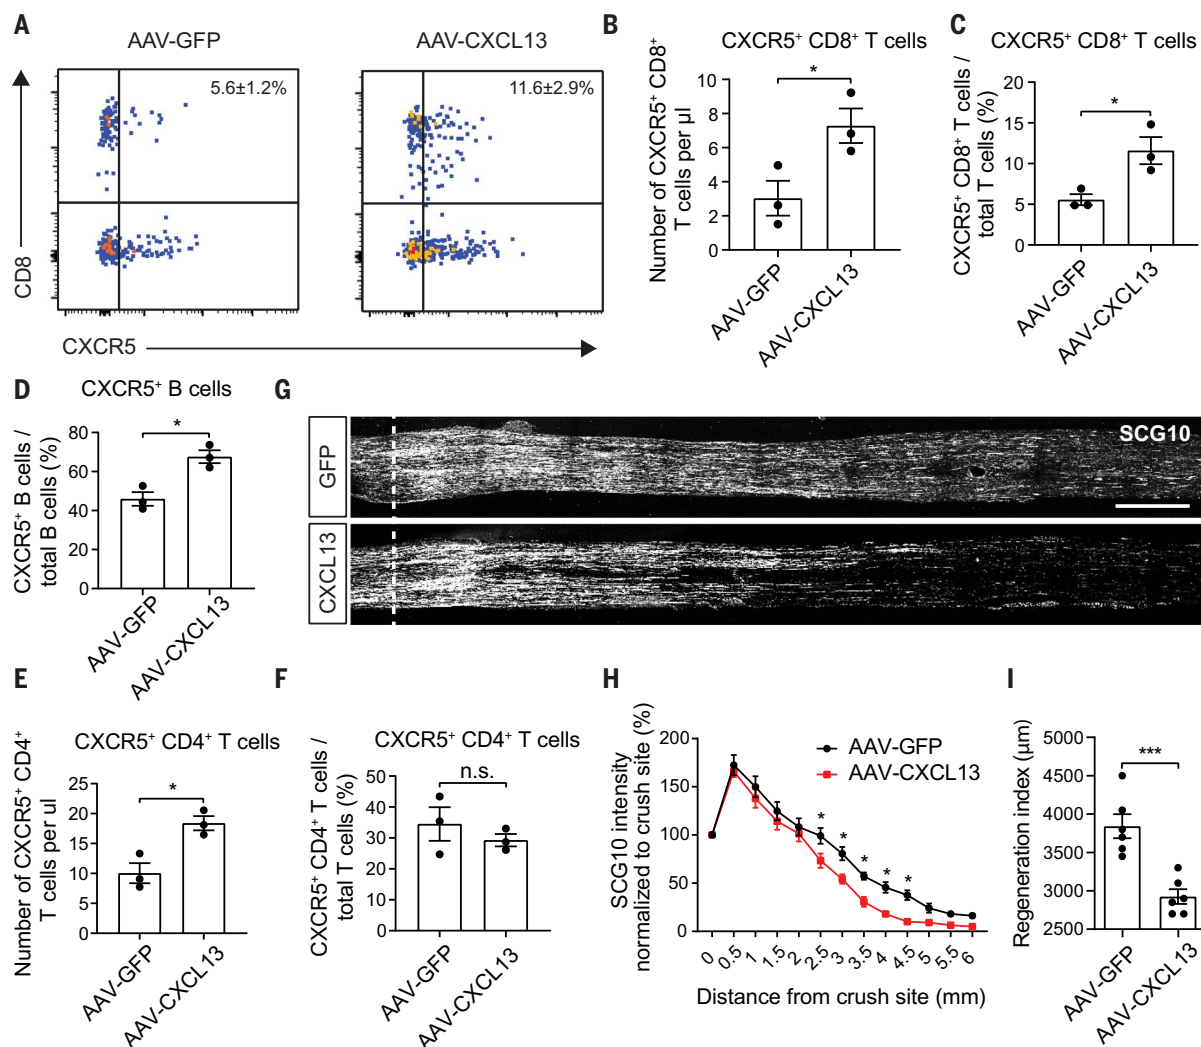 A
AAV-GFP
AAV-CXCL13
5.6±1.2%
11.6±2.9%
CD8
CXCR5
B
CXCR5⁺ CD8⁺ T cells
Number of CXCR5⁺ CD8⁺
T cells per µl
10
8
6
4
2
0
*
AAV-GFP
AAV-CXCL13
C
CXCR5⁺ CD8⁺ T cells
CXCR5⁺ CD8⁺ T cells /
total T cells (%)
20
15
10
5
0
*
AAV-GFP
AAV-CXCL13
D
CXCR5⁺ B cells
CXCR5⁺ B cells /
total B cells (%)
80
60
40
20
0
*
AAV-GFP
AAV-CXCL13
G
GFP
SCG10
CXCL13
E
CXCR5⁺ CD4⁺ T cells
Number of CXCR5⁺ CD4⁺
T cells per ul
25
20
15
10
5
0
*
AAV-GFP
AAV-CXCL13
F
CXCR5⁺ CD4⁺ T cells
CXCR5⁺ CD4⁺ T cells /
total T cells (%)
50
40
30
20
10
0
n.s.
AAV-GFP
AAV-CXCL13
H
SCG10 intensity
normalized to crush site (%)
200
150
100
50
0
AAV-GFP
AAV-CXCL13
* * * * *
0 0.5 1 1.5 2 2.5 3 3.5 4 4.5 5 5.5 6
Distance from crush site (mm)
I
Regeneration index (µm)
5000
4500
4000
3500
3000
2500
***
AAV-GFP
AAV-CXCL13